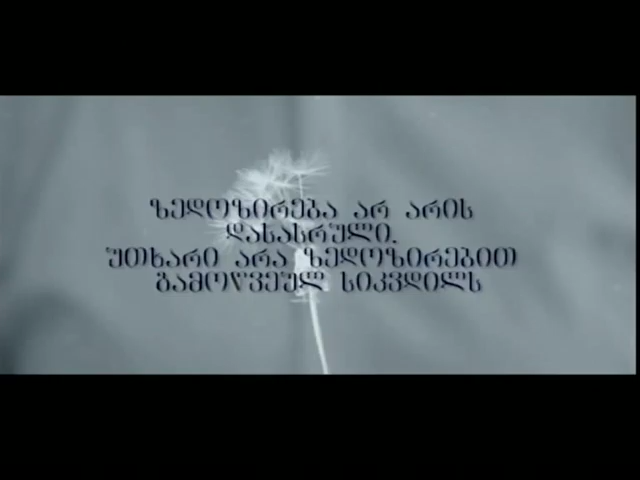 ზედოზირება არ არის
დასასრული.
უთხარი არა ზედოზირებით
გამოწვეულ სიკვდილს